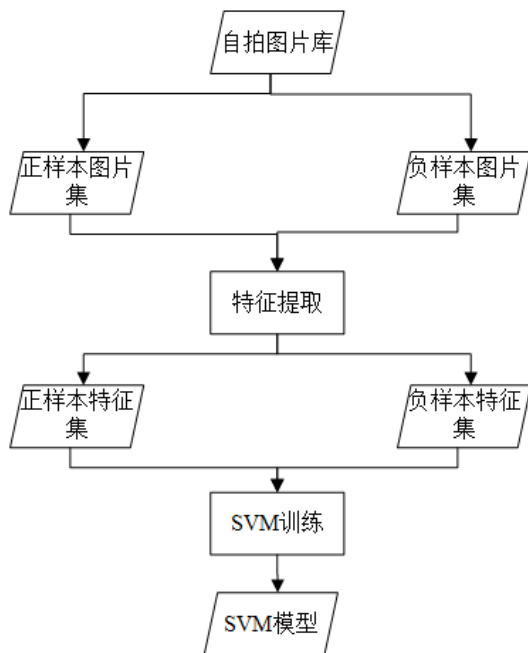 自拍图片库
正样本图片
集
负样本图片
集
特征提取
正样本特征
集
负样本特征
集
SVM训练
SVM模型